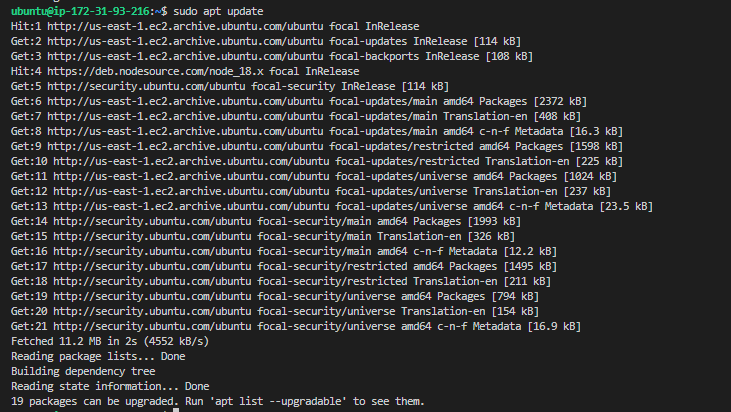 ubuntu@ip-172-31-93-216:~$ sudo apt update
Hit:1 http://us-east-1.ec2.archive.ubuntu.com/ubuntu focal InRelease
Get:2 http://us-east-1.ec2.archive.ubuntu.com/ubuntu focal-updates InRelease [114 kB]
Get:3 http://us-east-1.ec2.archive.ubuntu.com/ubuntu focal-backports InRelease [108 kB]
Hit:4 https://deb.nodesource.com/node_18.x focal InRelease
Get:5 http://security.ubuntu.com/ubuntu focal-security InRelease [114 kB]
Get:6 http://us-east-1.ec2.archive.ubuntu.com/ubuntu focal-updates/main amd64 Packages [2372 kB]
Get:7 http://us-east-1.ec2.archive.ubuntu.com/ubuntu focal-updates/main Translation-en [408 kB]
Get:8 http://us-east-1.ec2.archive.ubuntu.com/ubuntu focal-updates/main amd64 c-n-f Metadata [16.3 kB]
Get:9 http://us-east-1.ec2.archive.ubuntu.com/ubuntu focal-updates/restricted amd64 Packages [1598 kB]
Get:10 http://us-east-1.ec2.archive.ubuntu.com/ubuntu focal-updates/restricted Translation-en [225 kB]
Get:11 http://us-east-1.ec2.archive.ubuntu.com/ubuntu focal-updates/universe amd64 Packages [1024 kB]
Get:12 http://us-east-1.ec2.archive.ubuntu.com/ubuntu focal-updates/universe Translation-en [237 kB]
Get:13 http://us-east-1.ec2.archive.ubuntu.com/ubuntu focal-updates/universe amd64 c-n-f Metadata [23.5 kB]
Get:14 http://security.ubuntu.com/ubuntu focal-security/main amd64 Packages [1993 kB]
Get:15 http://security.ubuntu.com/ubuntu focal-security/main Translation-en [326 kB]
Get:16 http://security.ubuntu.com/ubuntu focal-security/main amd64 c-n-f Metadata [12.2 kB]
Get:17 http://security.ubuntu.com/ubuntu focal-security/restricted amd64 Packages [1495 kB]
Get:18 http://security.ubuntu.com/ubuntu focal-security/restricted Translation-en [211 kB]
Get:19 http://security.ubuntu.com/ubuntu focal-security/universe amd64 Packages [794 kB]
Get:20 http://security.ubuntu.com/ubuntu focal-security/universe Translation-en [154 kB]
Get:21 http://security.ubuntu.com/ubuntu focal-security/universe amd64 c-n-f Metadata [16.9 kB]
Fetched 11.2 MB in 2s (4552 kB/s)
Reading package lists... Done
Building dependency tree
Reading state information... Done
19 packages can be upgraded. Run 'apt list --upgradable' to see them.